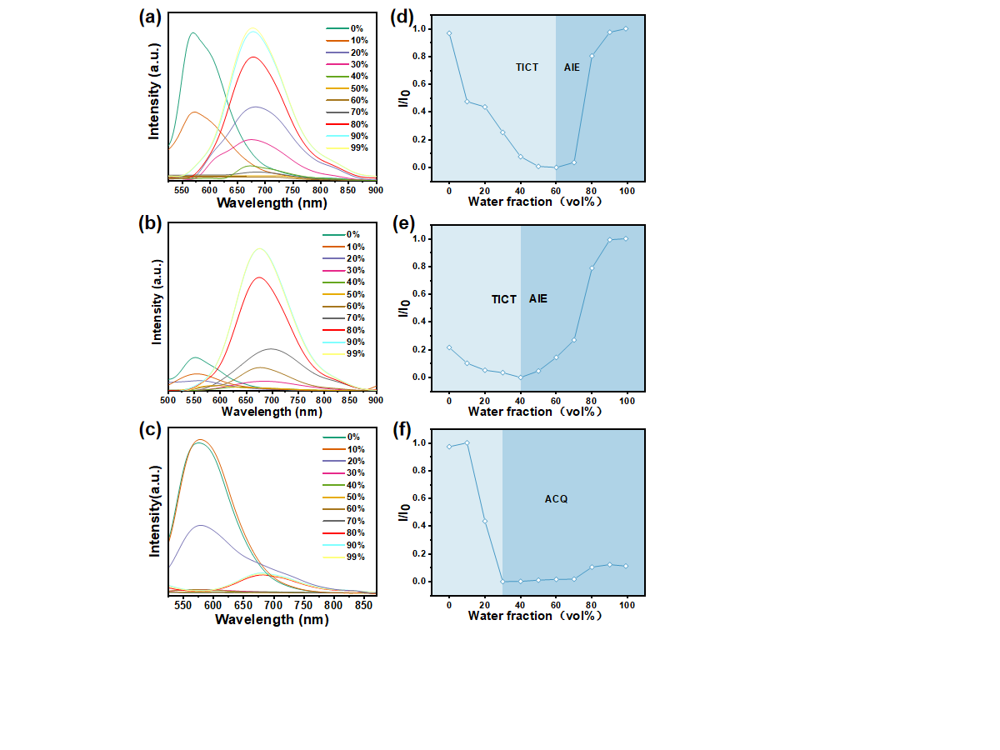 (a)
Intensity (a.u.)
0%
10%
20%
30%
40%
50%
60%
70%
80%
90%
99%
550 600 650 700 750 800 850 900
Wavelength (nm)
(d)
I/I0
1.0
0.8
0.6
0.4
0.2
0.0
TICT AIE
0 20 40 60 80 100
Water fraction（vol%）
(b)
Intensity (a.u.)
0%
10%
20%
30%
40%
50%
60%
70%
80%
90%
99%
500 550 600 650 700 750 800 850 900
Wavelength (nm)
(e)
I/I0
1.0
0.8
0.6
0.4
0.2
0.0
TICT AIE
0 20 40 60 80 100
Water fraction（vol%）
(c)
Intensity(a.u.)
0%
10%
20%
30%
40%
50%
60%
70%
80%
90%
99%
550 600 650 700 750 800 850
Wavelength (nm)
(f)
I/I0
1.0
0.8
0.6
0.4
0.2
0.0
ACQ
0 20 40 60 80 100
Water fraction（vol%）